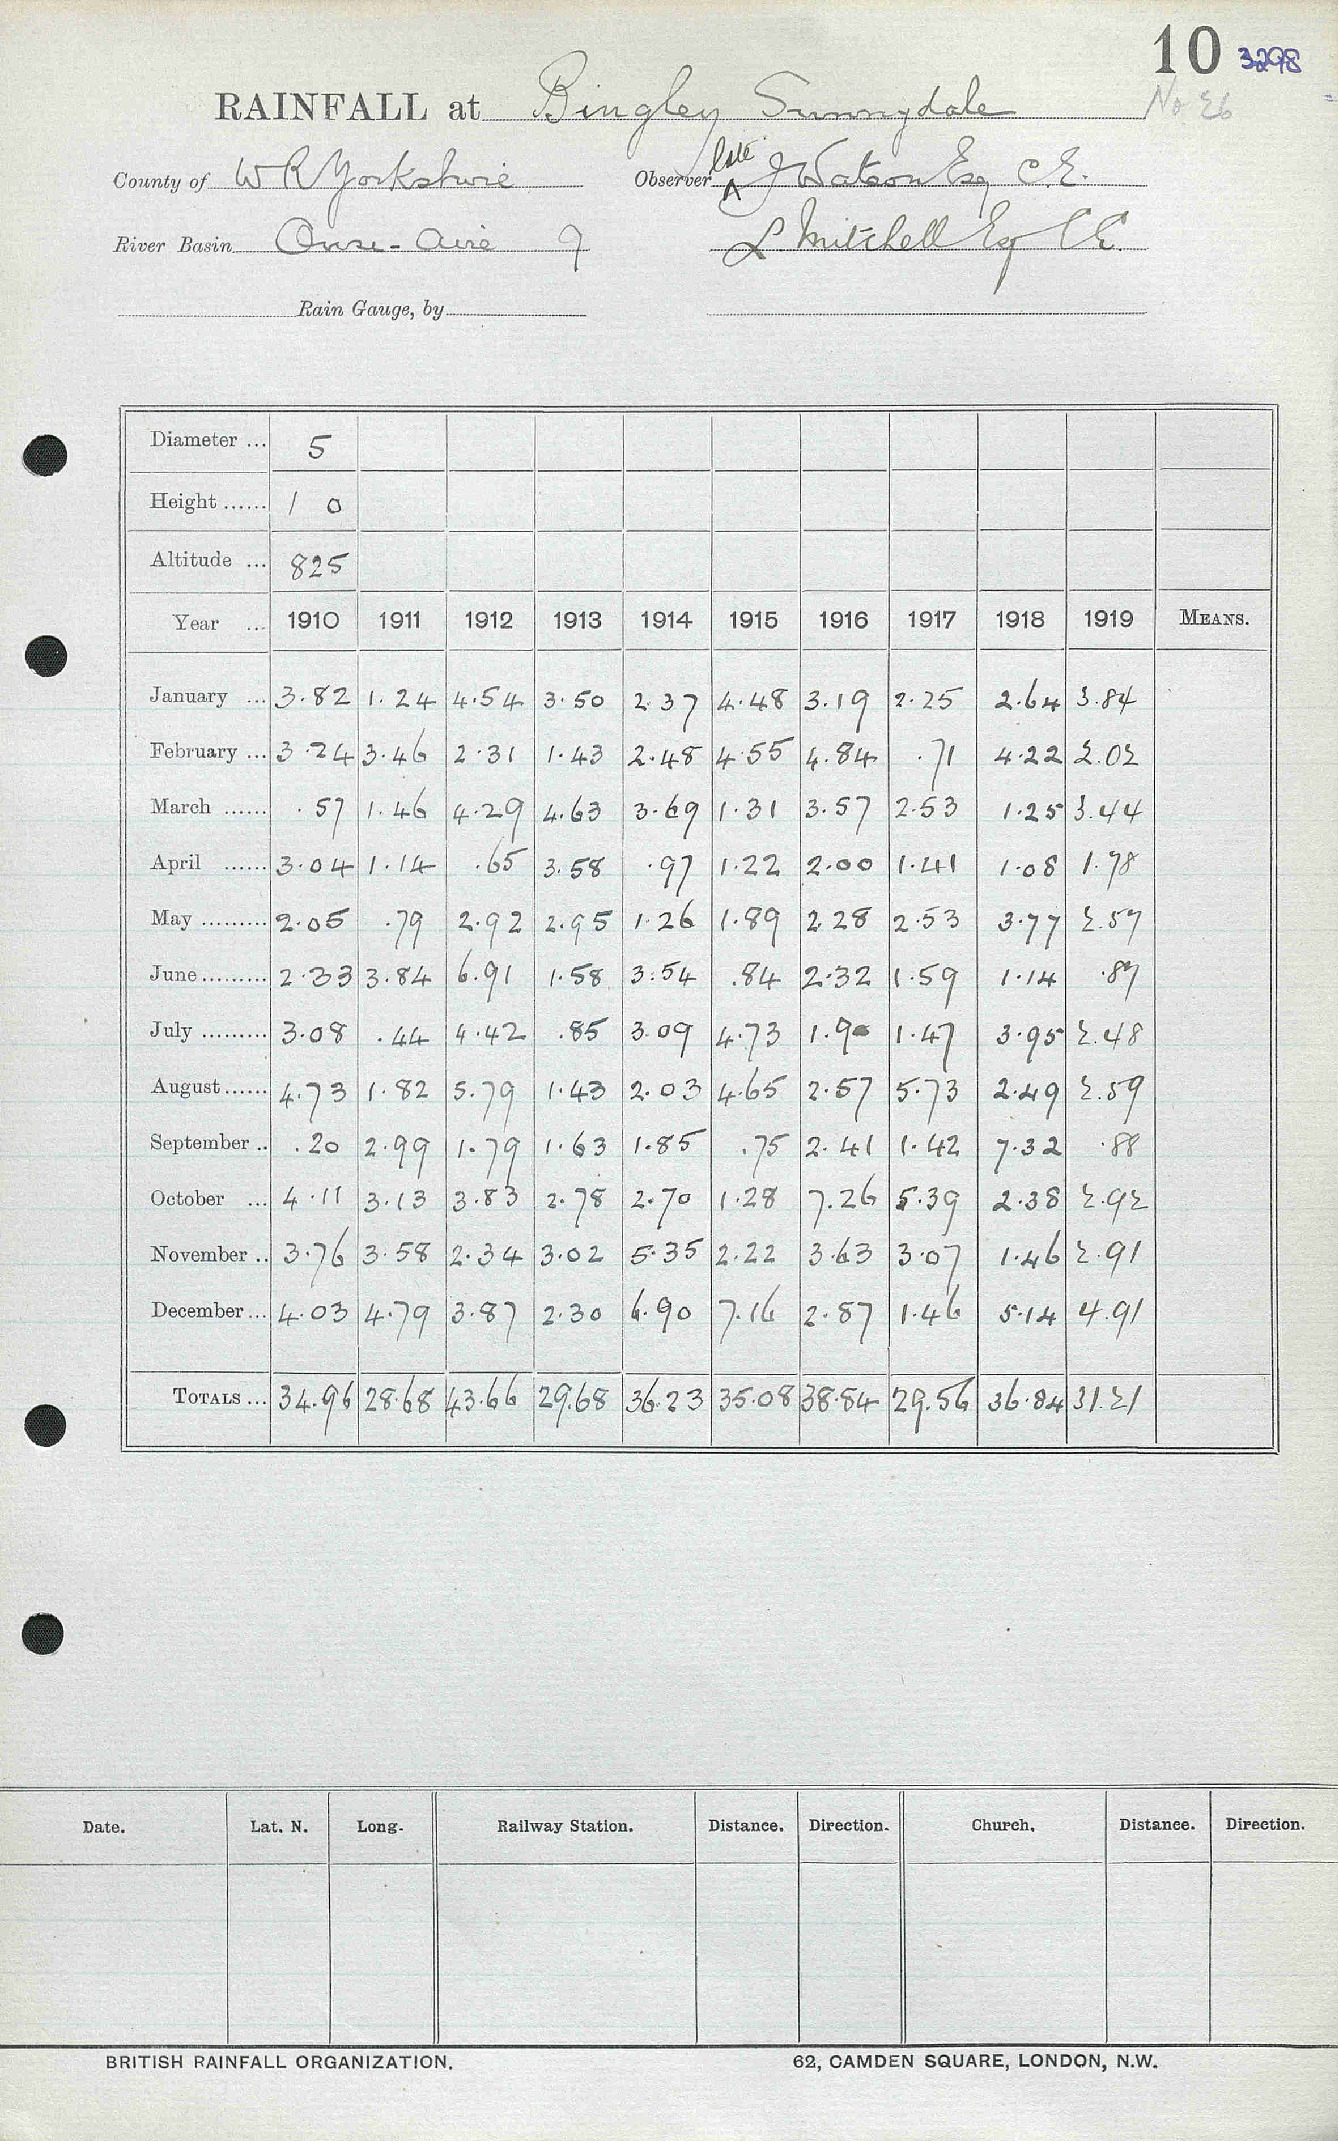 10 3298
RAINFALL at Bingley Sunnydale No. 26
County of W R Yorkshire Observer late J Watson Esq C.E.
River Basin Ouse - Aire 9 L Mitchell Esq C E.
Rain Gauge, by
Diameter ... 5
Height ...... 1 0
Altitude ... 825
Year ... 1910 1911 1912 1913 1914 1915 1916 1917 1918 1919 MEANS.
January ... 3.82 1.24 4.54 3.50 2.37 4.48 3.19 2.25 2.64 3.84
February ... 3.24 3.46 2.31 1.43 2.48 4.55 4.84 .71 4.22 2.02
March ...... .57 1.46 4.29 4.63 3.69 1.31 3.57 2.53 1.25 3.44
April ...... 3.04 1.14 .65 3.58 .97 1.22 2.00 1.41 1.08 1.78
May ......... 2.05 .79 2.92 2.95 1.26 1.89 2.28 2.53 3.77 2.57
June......... 2.33 3.84 6.91 1.58 3.54 .84 2.32 1.59 1.14 .87
July ......... 3.08 .44 4.42 .85 3.09 4.73 1.90 1.47 3.95 2.48
August...... 4.73 1.82 5.79 1.43 2.03 4.65 2.57 5.73 2.49 2.59
September .. .20 2.99 1.79 1.63 1.85 .75 2.41 1.42 7.32 .88
October ... 4.11 3.13 3.83 2.78 2.70 1.28 7.26 5.39 2.38 2.92
November .. 3.76 3.58 2.34 3.02 5.35 2.22 3.63 3.07 1.46 2.91
December... 4.03 4.79 3.87 2.30 6.90 7.16 2.87 1.46 5.14 4.91
TOTALS ... 34.96 28.68 43.66 29.68 36.23 35.08 38.84 29.56 36.84 31.21
Date. Lat. N. Long. Railway Station. Distance. Direction. Church. Distance. Direction.
BRITISH RAINFALL ORGANIZATION. 62, CAMDEN SQUARE, LONDON, N.W.